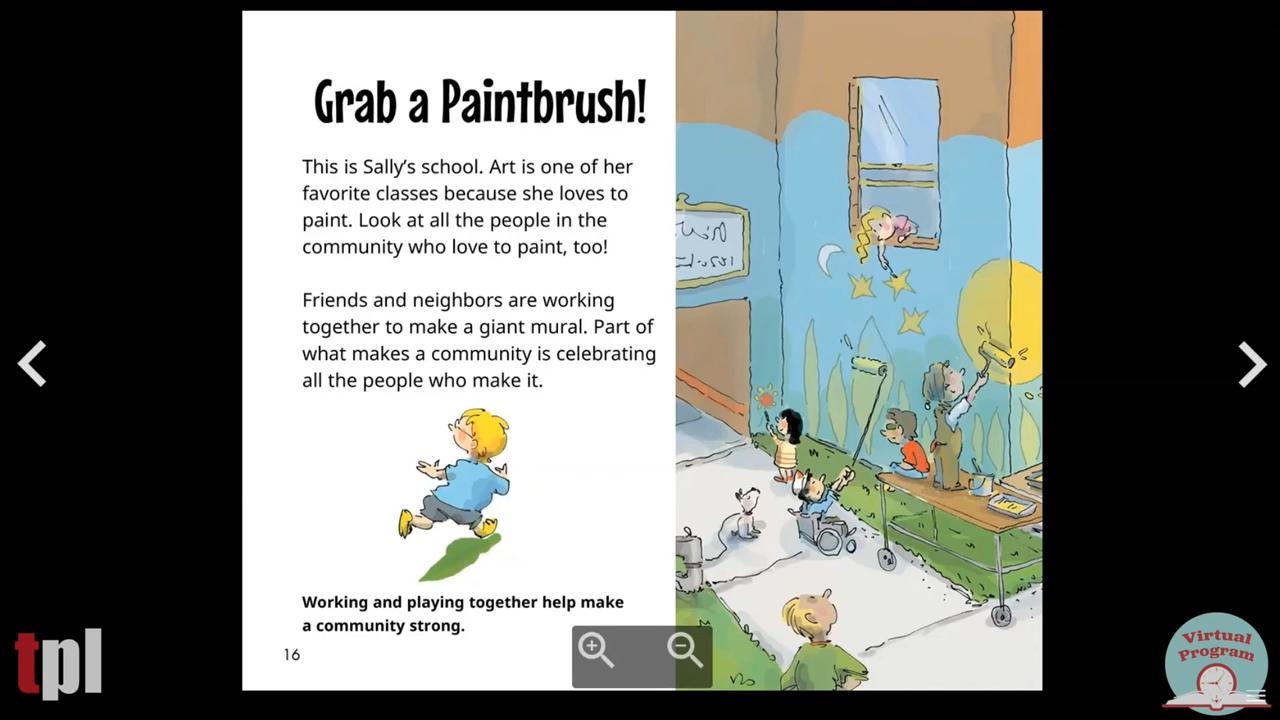 Grab a Paintbrush!
This is Sally's school. Art is one of her
favorite classes because she loves to
paint. Look at all the people in the
community who love to paint, too!
Friends and neighbors are working
together to make a giant mural. Part of
what makes a community is celebrating
all the people who make it.
Working and playing together help make
a community strong.
16
tpl
Virtual
Program